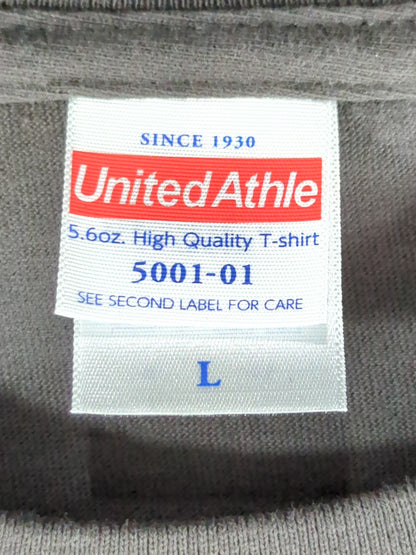 SINCE 1930
United Athle
5.6oz. High Quality T-shirt
5001-01
SEE SECOND LABEL FOR CARE
L